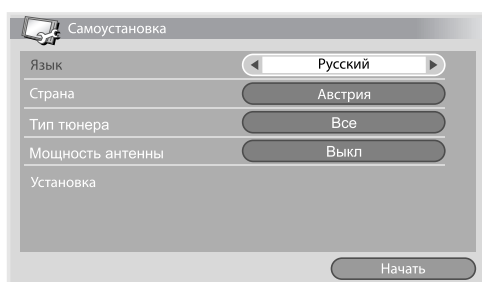 Самоустановка
Язык Русский
Страна Австрия
Тип тюнера Все
Мощность антенны Выкл
Установка
Начать